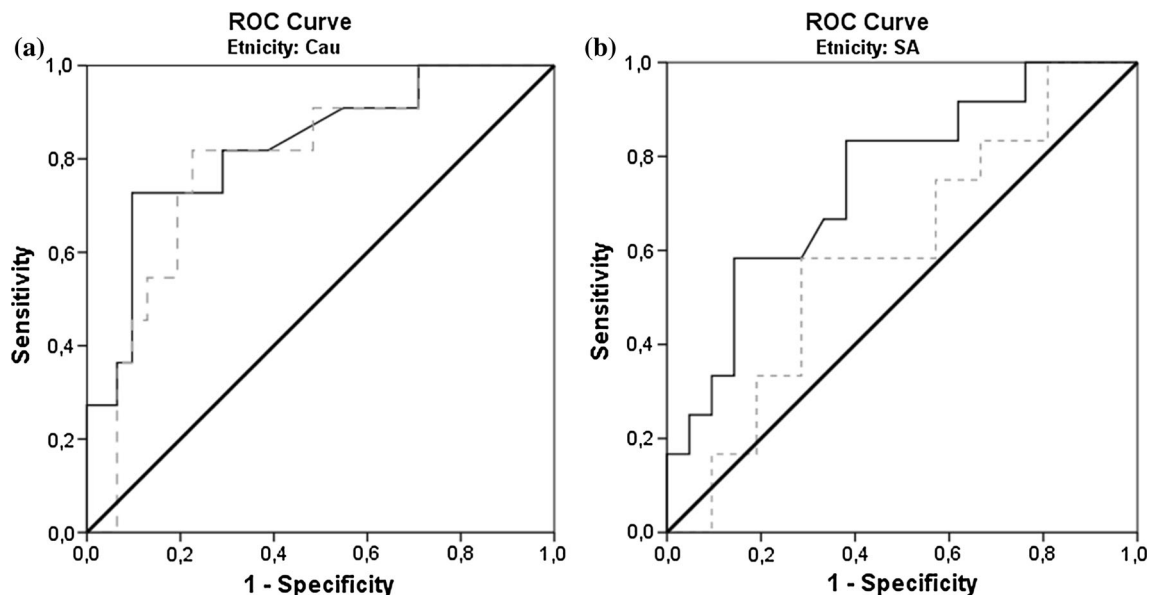 (a)
ROC Curve
Etnicity: Cau
1,0
0,8
0,6
0,4
0,2
0,0
Sensitivity
0,0 0,2 0,4 0,6 0,8 1,0
1 - Specificity
(b)
ROC Curve
Etnicity: SA
1,0
0,8
0,6
0,4
0,2
0,0
Sensitivity
0,0 0,2 0,4 0,6 0,8 1,0
1 - Specificity